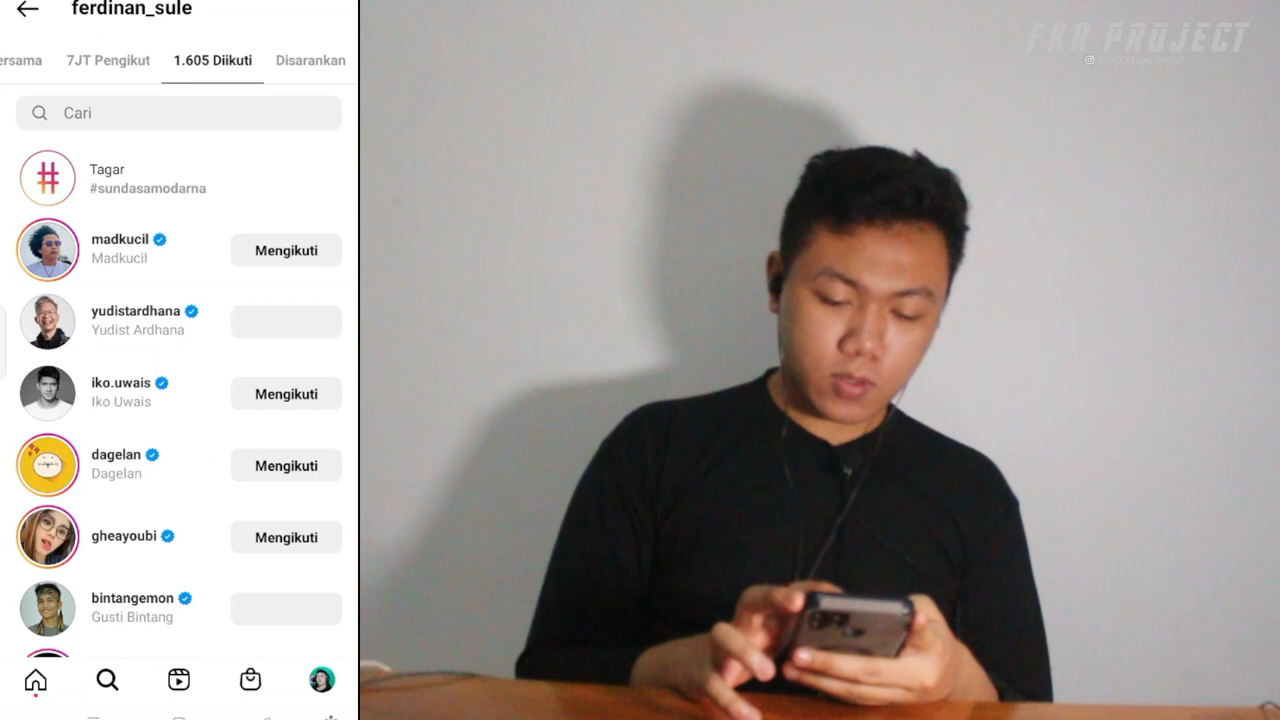 ferdinan_sule
ersama
7JT Pengikut
1.605 Diikuti
Disarankan
Cari
Tagar
#sundasamodarna
madkucil
Madkucil
Mengikuti
yudistardhana
Yudist Ardhana
iko.uwais
Iko Uwais
Mengikuti
dagelan
Dagelan
Mengikuti
gheayoubi
Mengikuti
bintangemon
Gusti Bintang
FKR PROJECT